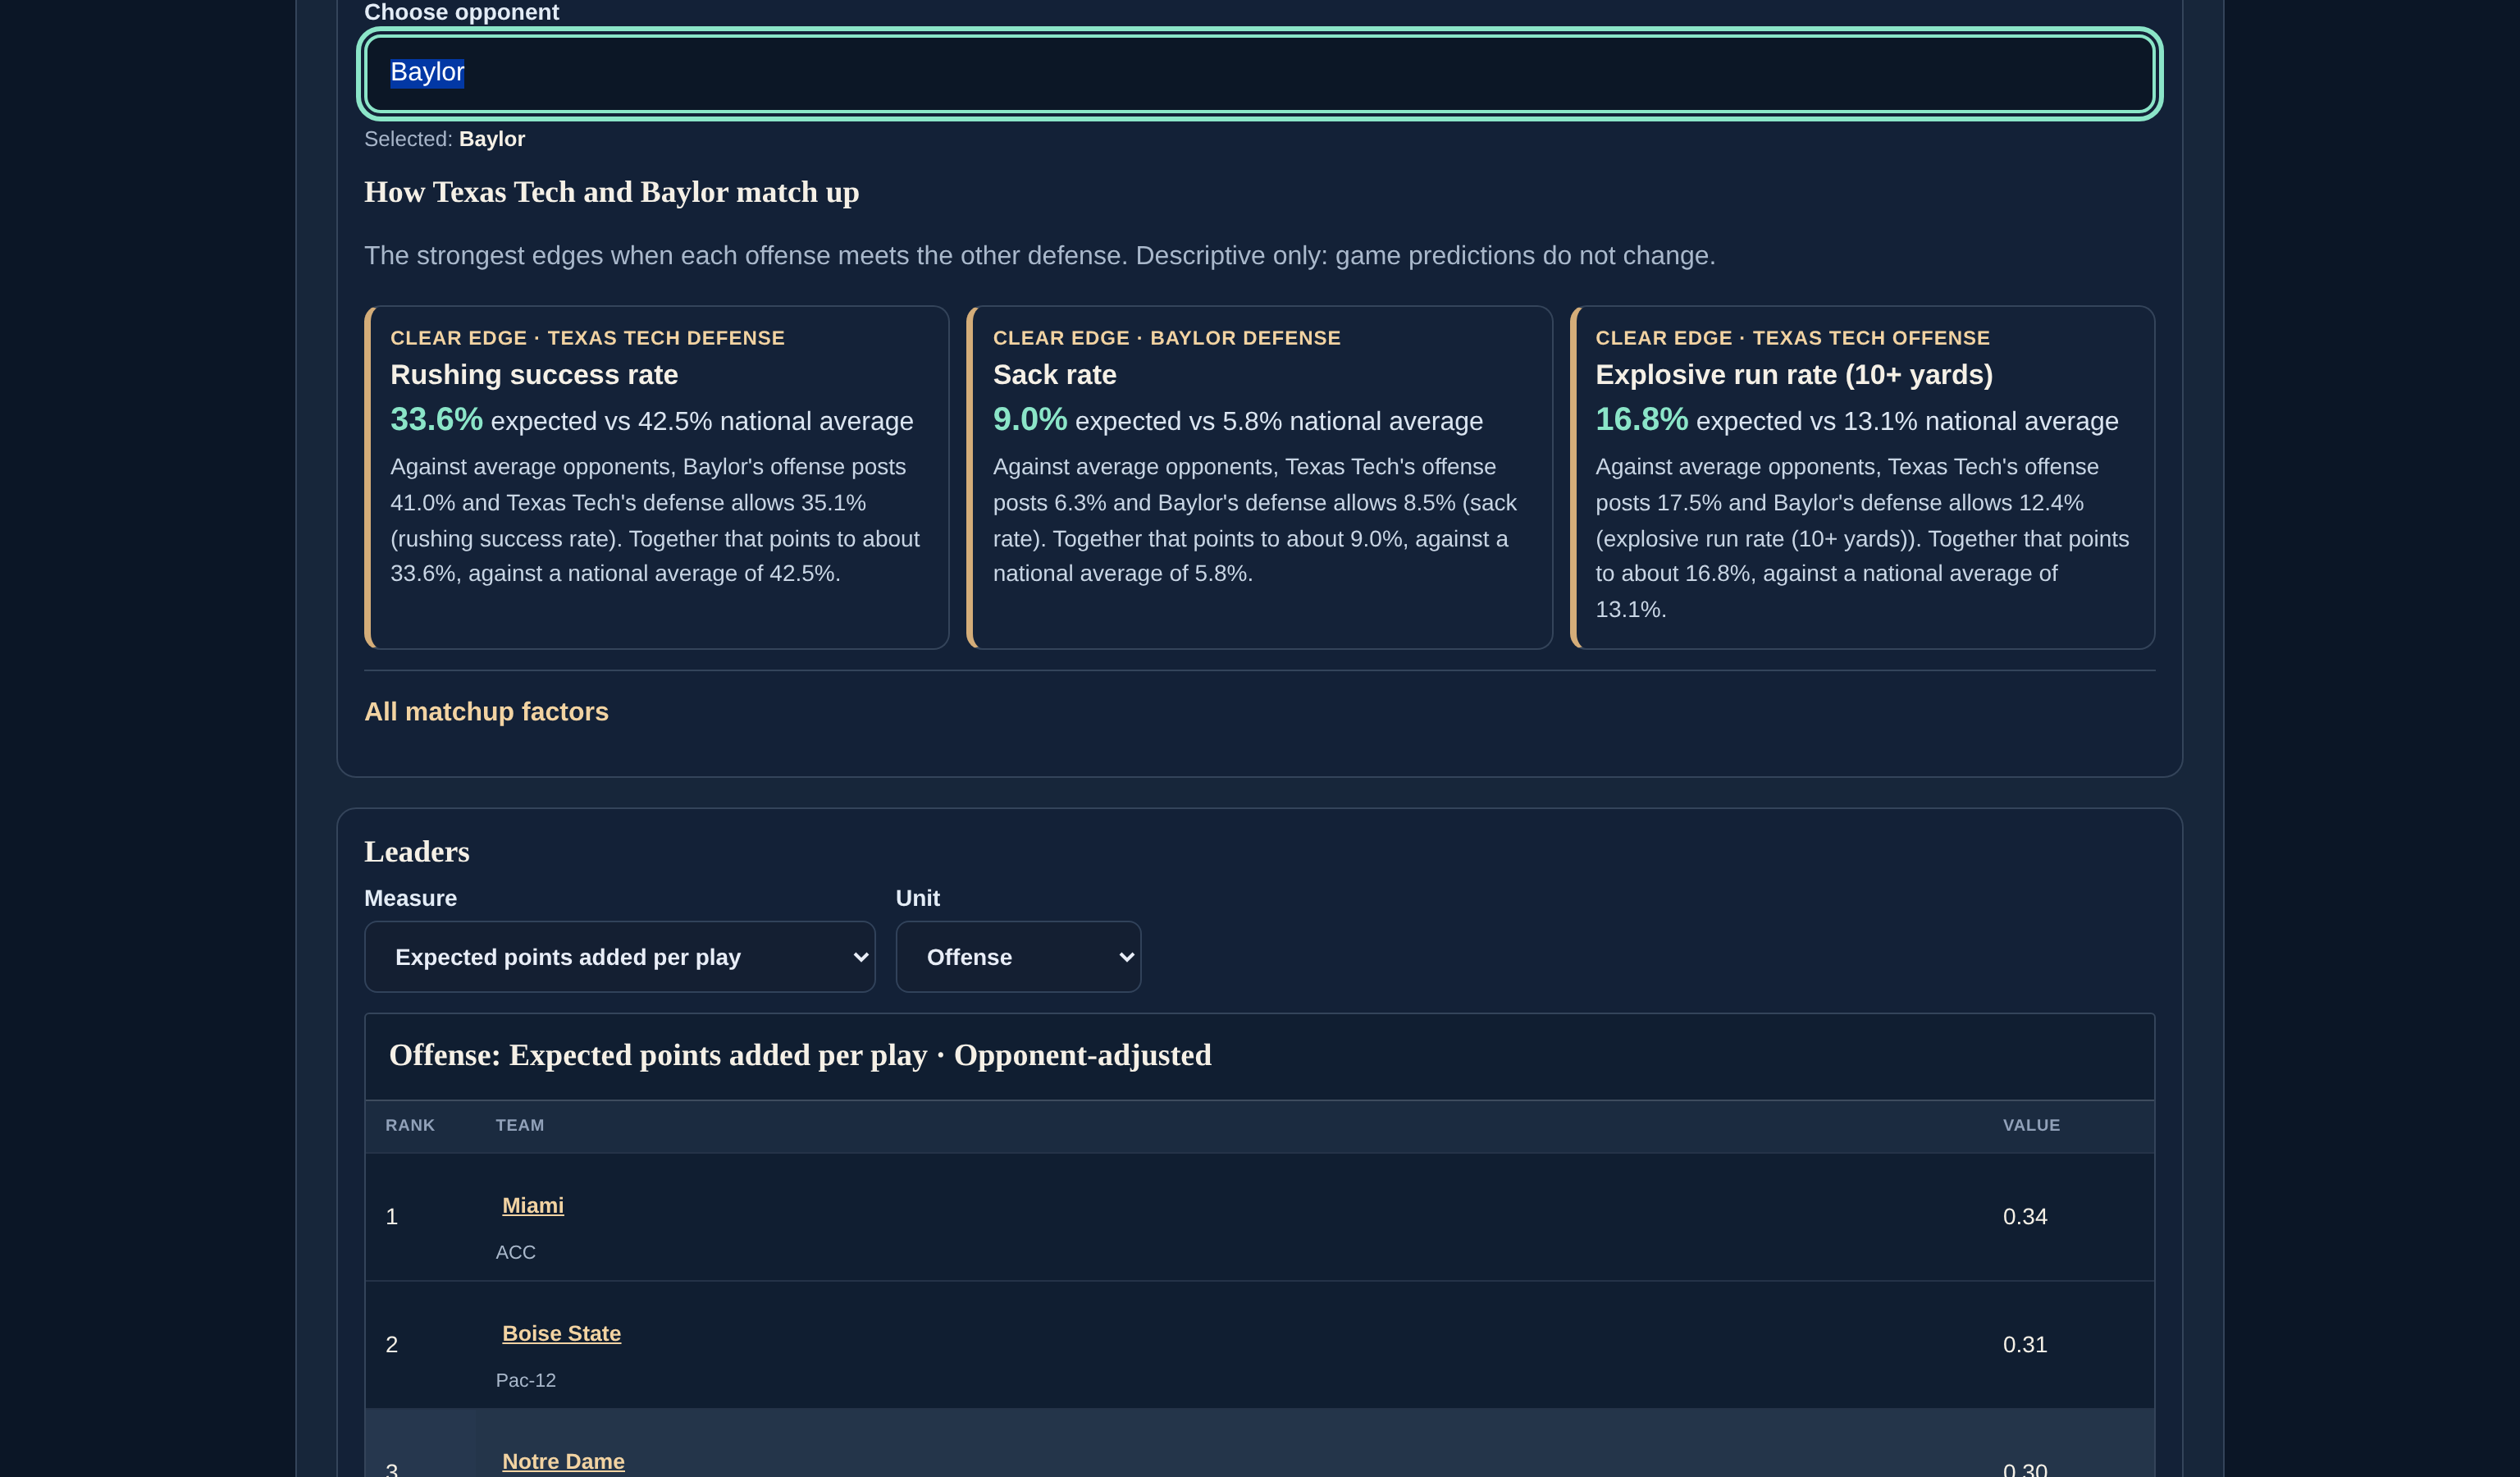 Choose opponent
Baylor
Selected: Baylor
How Texas Tech and Baylor match up
The strongest edges when each offense meets the other defense. Descriptive only: game predictions do not change.
CLEAR EDGE · TEXAS TECH DEFENSE
Rushing success rate
33.6% expected vs 42.5% national average
Against average opponents, Baylor's offense posts
41.0% and Texas Tech's defense allows 35.1%
(rushing success rate). Together that points to about
33.6%, against a national average of 42.5%.
CLEAR EDGE · BAYLOR DEFENSE
Sack rate
9.0% expected vs 5.8% national average
Against average opponents, Texas Tech's offense
posts 6.3% and Baylor's defense allows 8.5% (sack
rate). Together that points to about 9.0%, against a
national average of 5.8%.
CLEAR EDGE · TEXAS TECH OFFENSE
Explosive run rate (10+ yards)
16.8% expected vs 13.1% national average
Against average opponents, Texas Tech's offense
posts 17.5% and Baylor's defense allows 12.4%
(explosive run rate (10+ yards)). Together that points
to about 16.8%, against a national average of
13.1%.
All matchup factors
Leaders
Measure
Unit
Expected points added per play
Offense
Offense: Expected points added per play · Opponent-adjusted
RANK TEAM VALUE
1 Miami 0.34
ACC
2 Boise State 0.31
Pac-12
3 Notre Dame 0.30